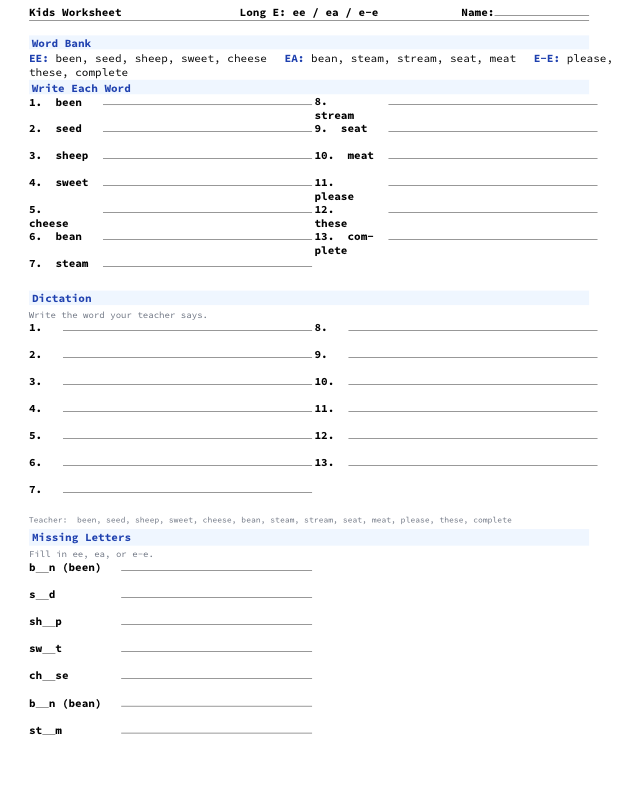 Kids Worksheet Long E: ee / ea / e-e Name:
Word Bank
EE: been, seed, sheep, sweet, cheese EA: bean, steam, stream, seat, meat E-E: please,
these, complete
Write Each Word
1. been
2. seed
3. sheep
4. sweet
5.
cheese
6. bean
7. steam
8.
stream
9. seat
10. meat
11.
please
12.
these
13. com-
plete
Dictation
Write the word your teacher says.
1.
2.
3.
4.
5.
6.
7.
8.
9.
10.
11.
12.
13.
Teacher: been, seed, sheep, sweet, cheese, bean, steam, stream, seat, meat, please, these, complete
Missing Letters
Fill in ee, ea, or e-e.
b__n (been)
s__d
sh__p
sw__t
ch__se
b__n (bean)
st__m